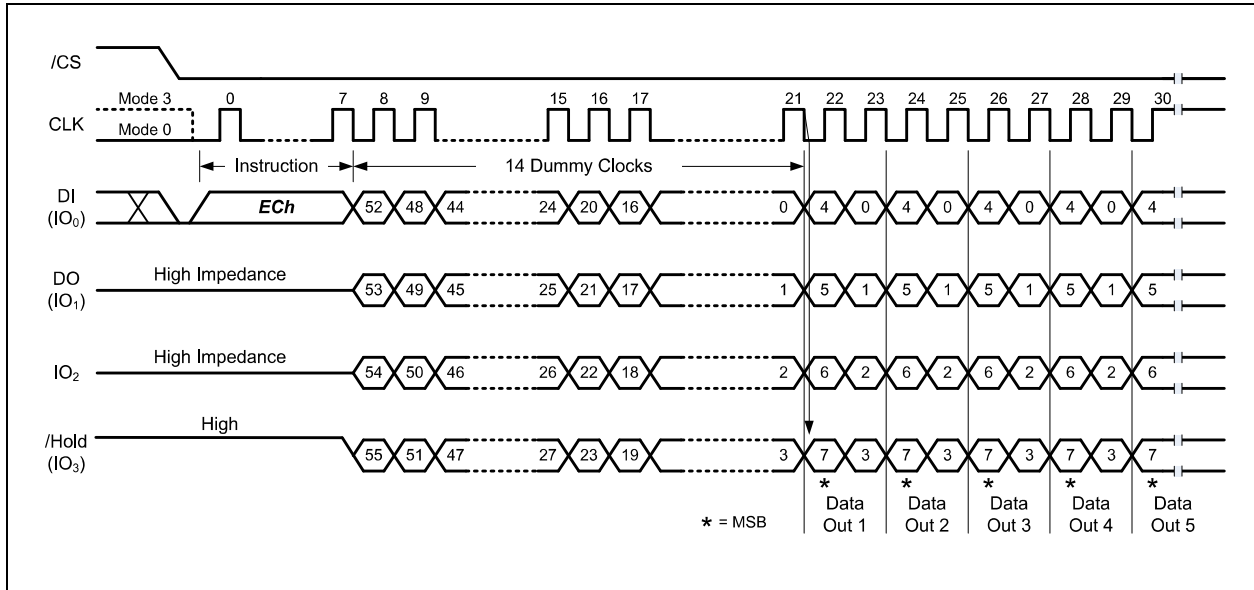 /CS
Mode 3 0 7 8 9 15 16 17 21 22 23 24 25 26 27 28 29 30
CLK
Mode 0
Instruction 14 Dummy Clocks
DI
(IO0) ECh 52 48 44 24 20 16 0 4 0 4 0 4 0 4 0 4
DO
(IO1) High Impedance 53 49 45 25 21 17 1 5 1 5 1 5 1 5 1 5
IO2 High Impedance 54 50 46 26 22 18 2 6 2 6 2 6 2 6 2 6
/Hold
(IO3) High 55 51 47 27 23 19 3 7 3 7 3 7 3 7 3 7
* * * * *
* = MSB
Data Out 1
Data Out 2
Data Out 3
Data Out 4
Data Out 5